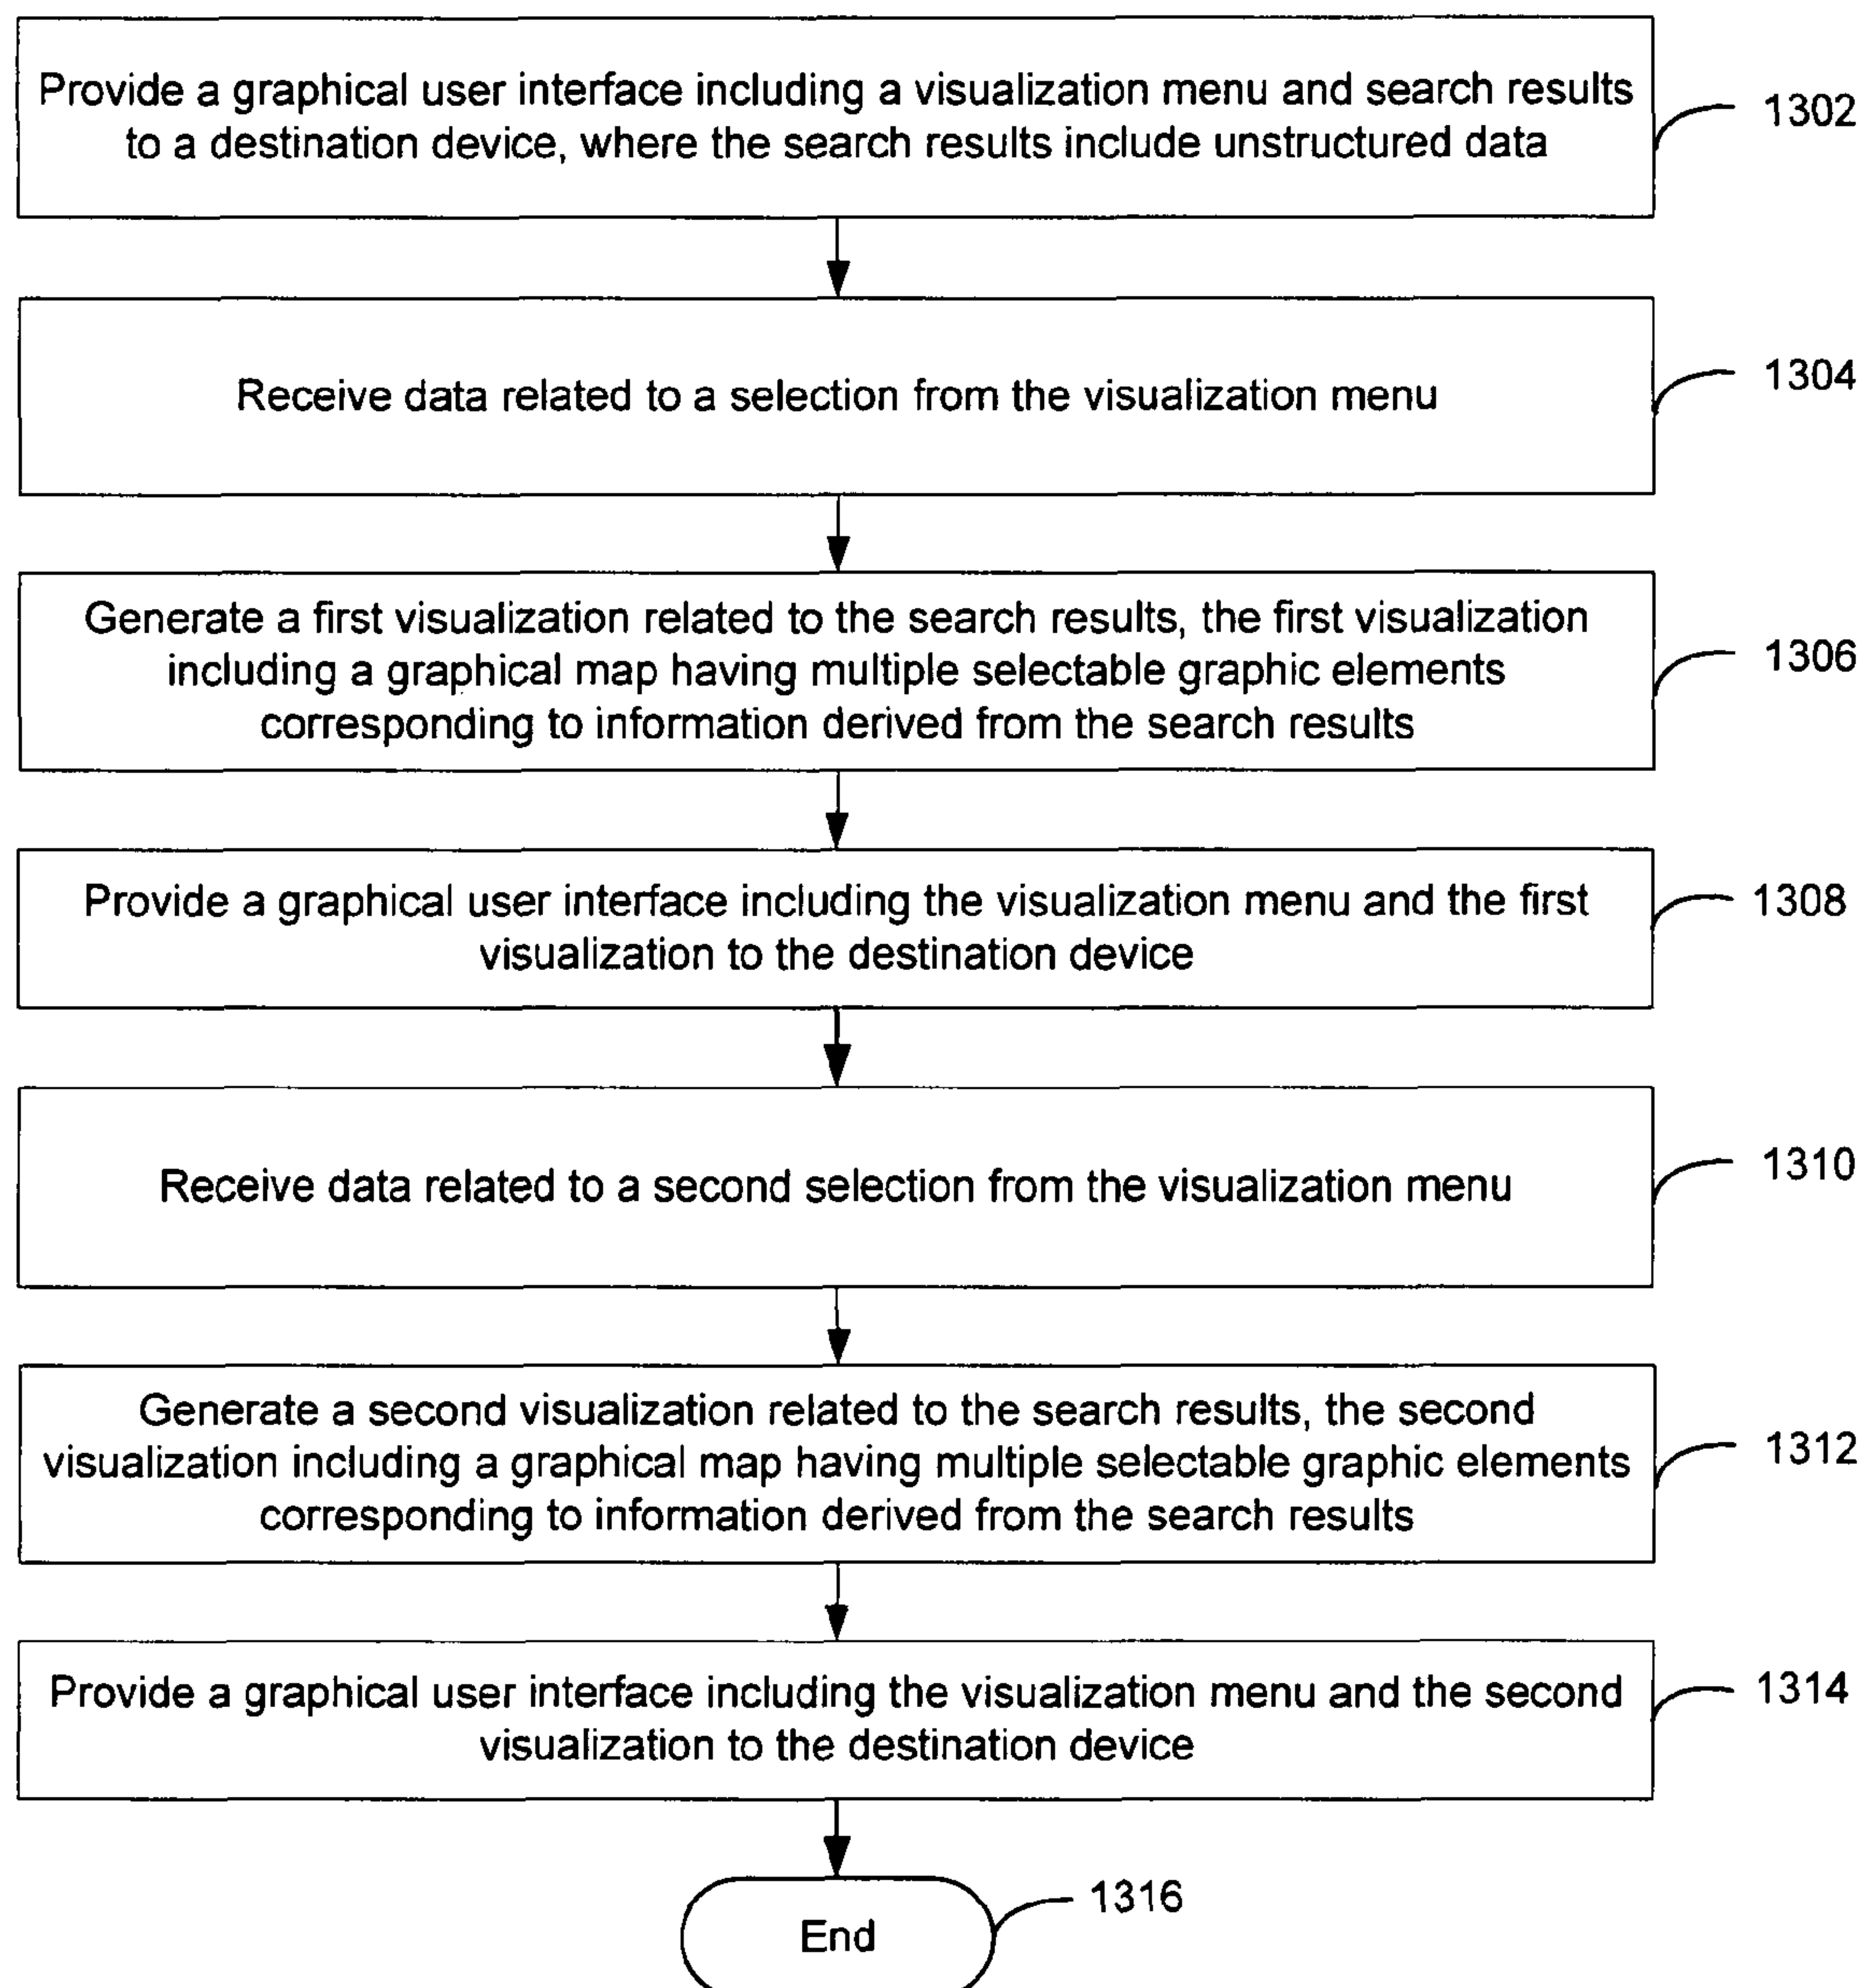 Provide a graphical user interface including a visualization menu and search results
to a destination device, where the search results include unstructured data
1302
Receive data related to a selection from the visualization menu
1304
Generate a first visualization related to the search results, the first visualization
including a graphical map having multiple selectable graphic elements
corresponding to information derived from the search results
1306
Provide a graphical user interface including the visualization menu and the first
visualization to the destination device
1308
Receive data related to a second selection from the visualization menu
1310
Generate a second visualization related to the search results, the second
visualization including a graphical map having multiple selectable graphic elements
corresponding to information derived from the search results
1312
Provide a graphical user interface including the visualization menu and the second
visualization to the destination device
1314
End
1316